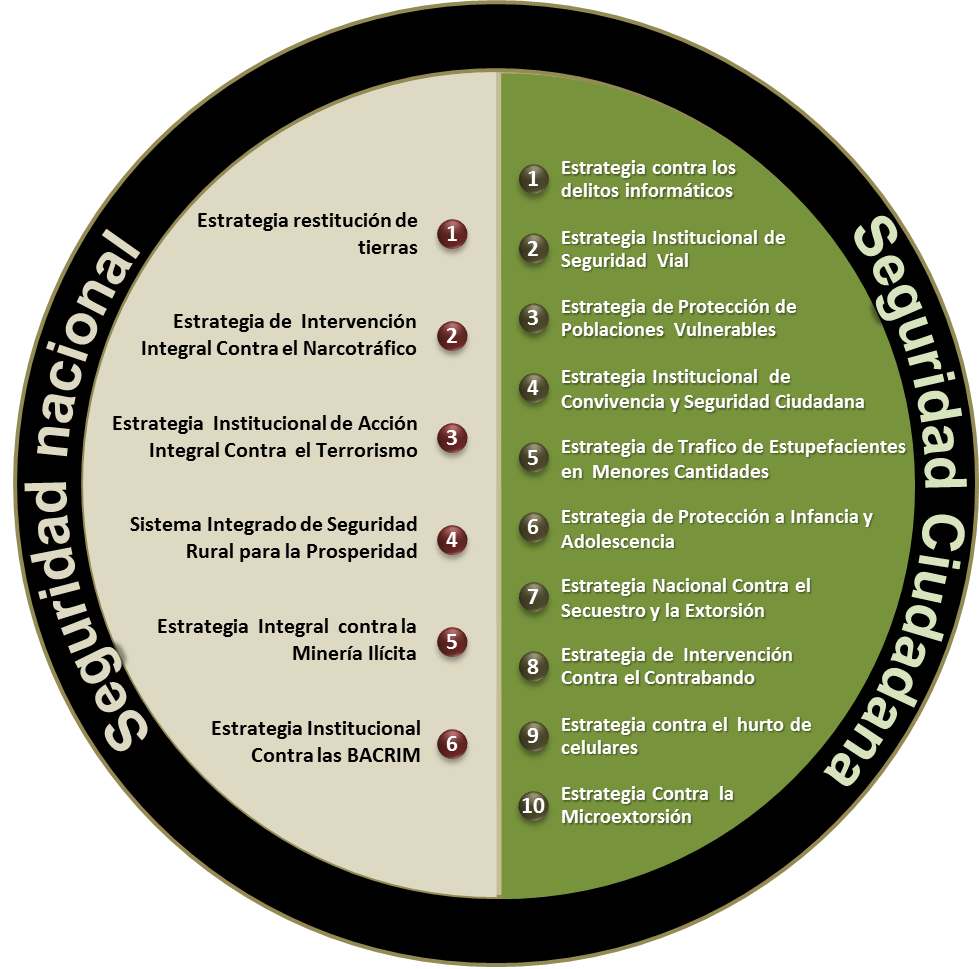 Seguridad nacional
1
Estrategia restitución de
tierras
2
Estrategia de Intervención
Integral Contra el Narcotráfico
3
Estrategia Institucional de Acción
Integral Contra el Terrorismo
4
Sistema Integrado de Seguridad
Rural para la Prosperidad
5
Estrategia Integral contra la
Minería Ilícita
6
Estrategia Institucional
Contra las BACRIM
Seguridad Ciudadana
1
Estrategia contra los
delitos informáticos
2
Estrategia Institucional de
Seguridad Vial
3
Estrategia de Protección de
Poblaciones Vulnerables
4
Estrategia Institucional de
Convivencia y Seguridad Ciudadana
5
Estrategia de Trafico de Estupefacientes
en Menores Cantidades
6
Estrategia de Protección a Infancia y
Adolescencia
7
Estrategia Nacional Contra el
Secuestro y la Extorsión
8
Estrategia de Intervención
Contra el Contrabando
9
Estrategia contra el hurto de
celulares
10
Estrategia Contra la
Microextorsión